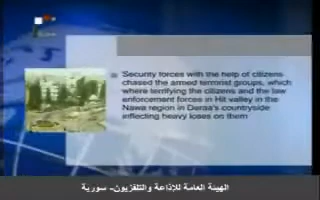 Security forces with the help of citizens
chased the armed terrorist groups, which
where terrifying the citizens and the law
enforcement forces in Hit valley in the
Nawa region in Daraa's countryside
inflecting heavy loses on them
الهيئة العامة للإذاعة والتلفزيون- سورية